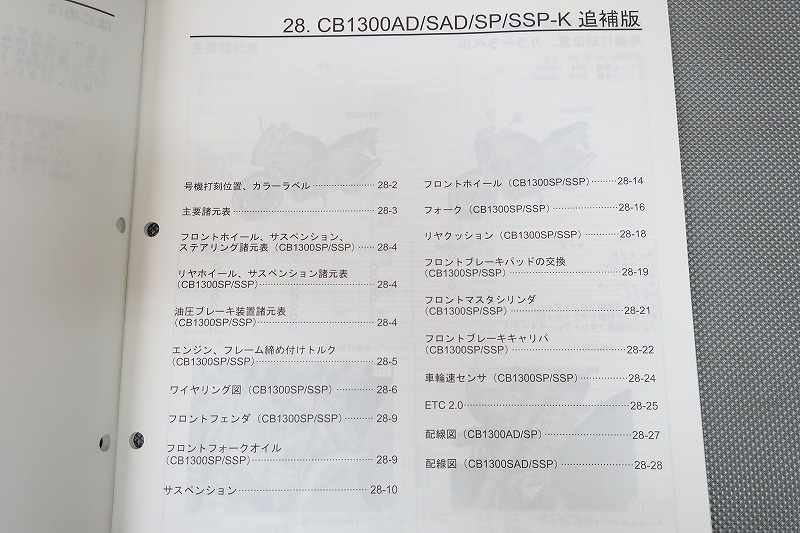 28. CB1300AD/SAD/SP/SSP-K 追補版
号機打刻位置、カラーラベル ························ 28-2
主要諸元表 ························ 28-3
フロントホイール、サスペンション、
ステアリング諸元表（CB1300SP/SSP） ······ 28-4
リヤホイール、サスペンション諸元表
（CB1300SP/SSP） ························ 28-4
油圧ブレーキ装置諸元表
（CB1300SP/SSP） ························ 28-4
エンジン、フレーム締め付けトルク
（CB1300SP/SSP） ························ 28-5
ワイヤリング図（CB1300SP/SSP） ············ 28-6
フロントフェンダ（CB1300SP/SSP） ········· 28-9
フロントフォークオイル
（CB1300SP/SSP） ························ 28-9
サスペンション ························ 28-10
フロントホイール（CB1300SP/SSP） ········· 28-14
フォーク（CB1300SP/SSP） ························ 28-16
リヤクッション（CB1300SP/SSP） ············ 28-18
フロントブレーキパッドの交換
（CB1300SP/SSP） ························ 28-19
フロントマスタシリンダ
（CB1300SP/SSP） ························ 28-21
フロントブレーキキャリパ
（CB1300SP/SSP） ························ 28-22
車輪速センサ（CB1300SP/SSP） ··············· 28-24
ETC 2.0 ························ 28-25
配線図（CB1300AD/SP） ························ 28-27
配線図（CB1300SAD/SSP） ························ 28-28